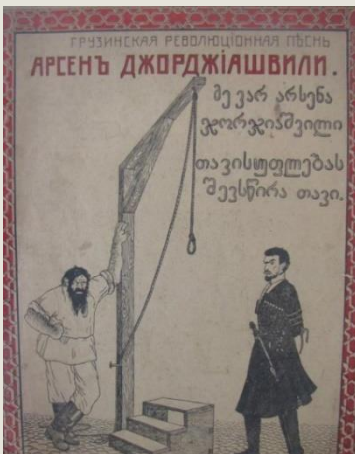 ГРУЗИНСКАЯ РЕВОЛЮЦІОННАЯ ПѢСНЬ
АРСЕНЪ ДЖОРДЖІАШВИЛИ.
მე ვარ არსენა
ჯორჯიაშვილი
თავისუფლებას
შევსწირა თავი.